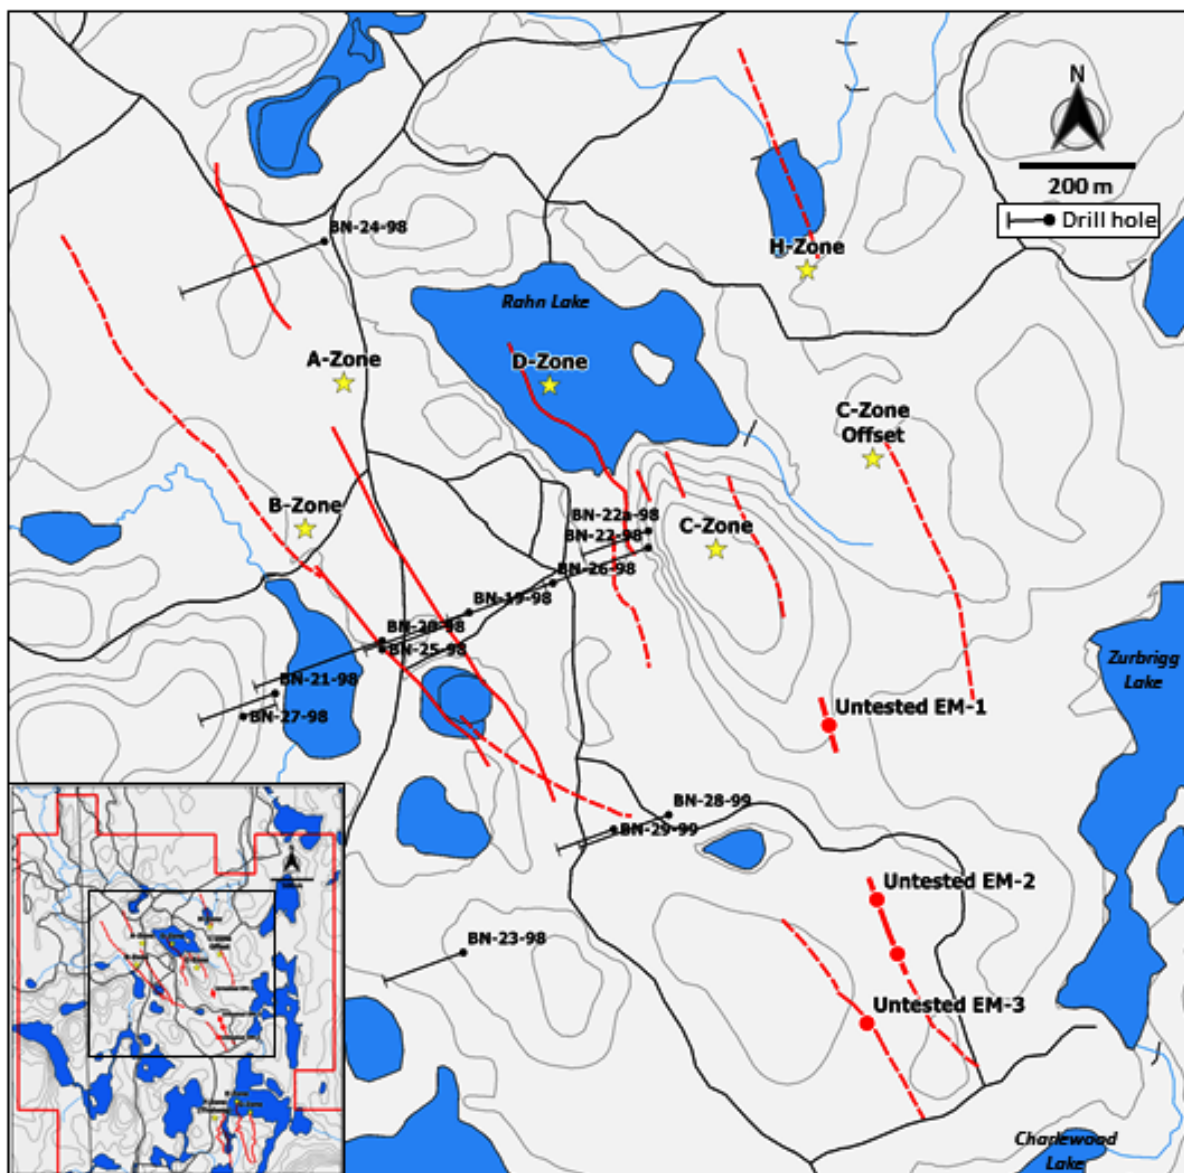 N
200 m
Drill hole
BN-24-98
H-Zone
Rahn Lake
A-Zone
D-Zone
C-Zone
Offset
B-Zone
BN-22a-98
BN-22-98
C-Zone
BN-26-98
BN-19-98
BN-20-98
BN-25-98
Zurbrigg
Lake
BN-21-98
BN-27-98
Untested EM-1
BN-28-99
BN-29-99
Untested EM-2
BN-23-98
Untested EM-3
Charlewood
Lake